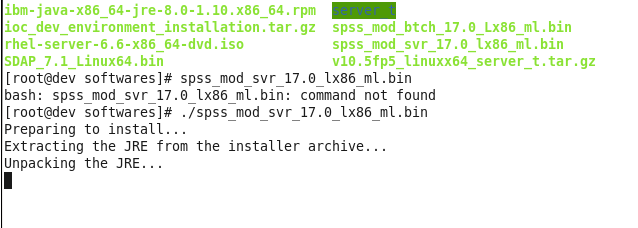 ibm-java-x86_64-jre-8.0-1.10.x86_64.rpm server_t
ioc_dev_environment_installation.tar.gz spss_mod_btch_17.0_Lx86_ml.bin
rhel-server-6.6-x86_64-dvd.iso spss_mod_svr_17.0_lx86_ml.bin
SDAP_7.1_Linux64.bin v10.5fp5_linuxx64_server_t.tar.gz
[root@dev softwares]# spss_mod_svr_17.0_lx86_ml.bin
bash: spss_mod_svr_17.0_lx86_ml.bin: command not found
[root@dev softwares]# ./spss_mod_svr_17.0_lx86_ml.bin
Preparing to install...
Extracting the JRE from the installer archive...
Unpacking the JRE...